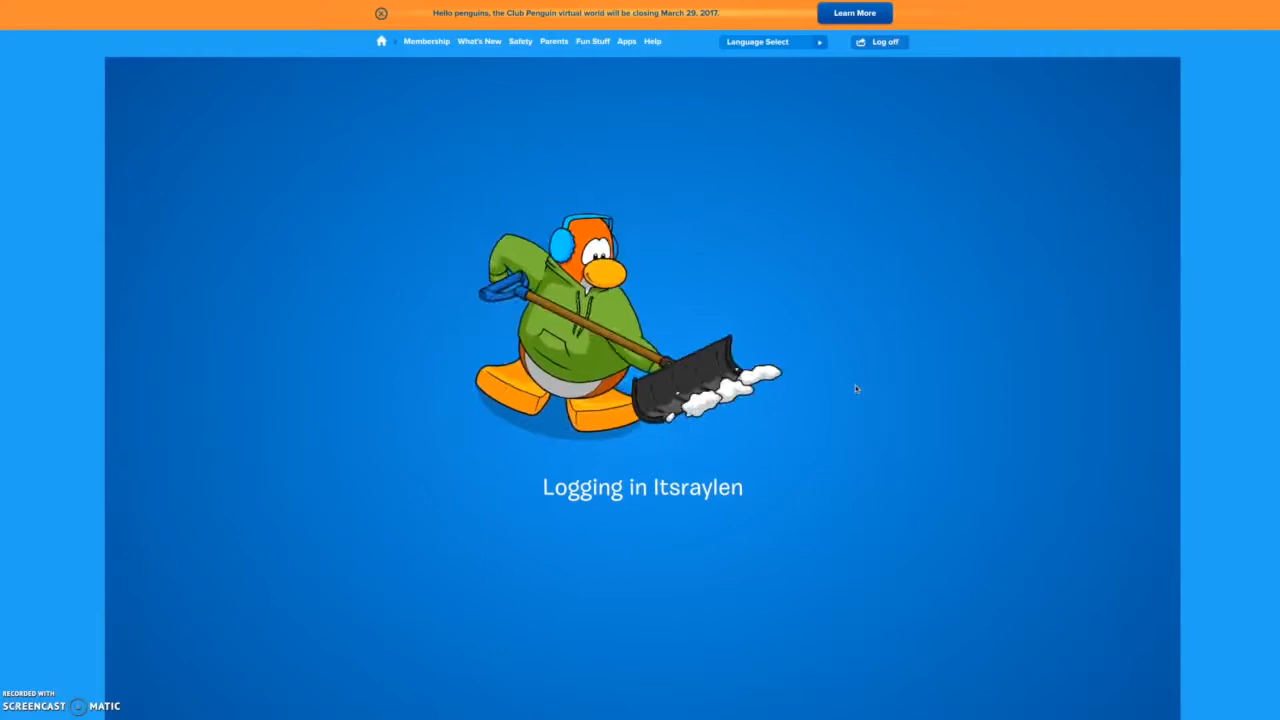 Hello penguins, the Club Penguin virtual world will be closing March 29, 2017.
Learn More
Membership What's New Safety Parents Fun Stuff Apps Help
Language Select
Log off
Logging in Itsraylen
RECORDED WITH
SCREENCAST MATIC